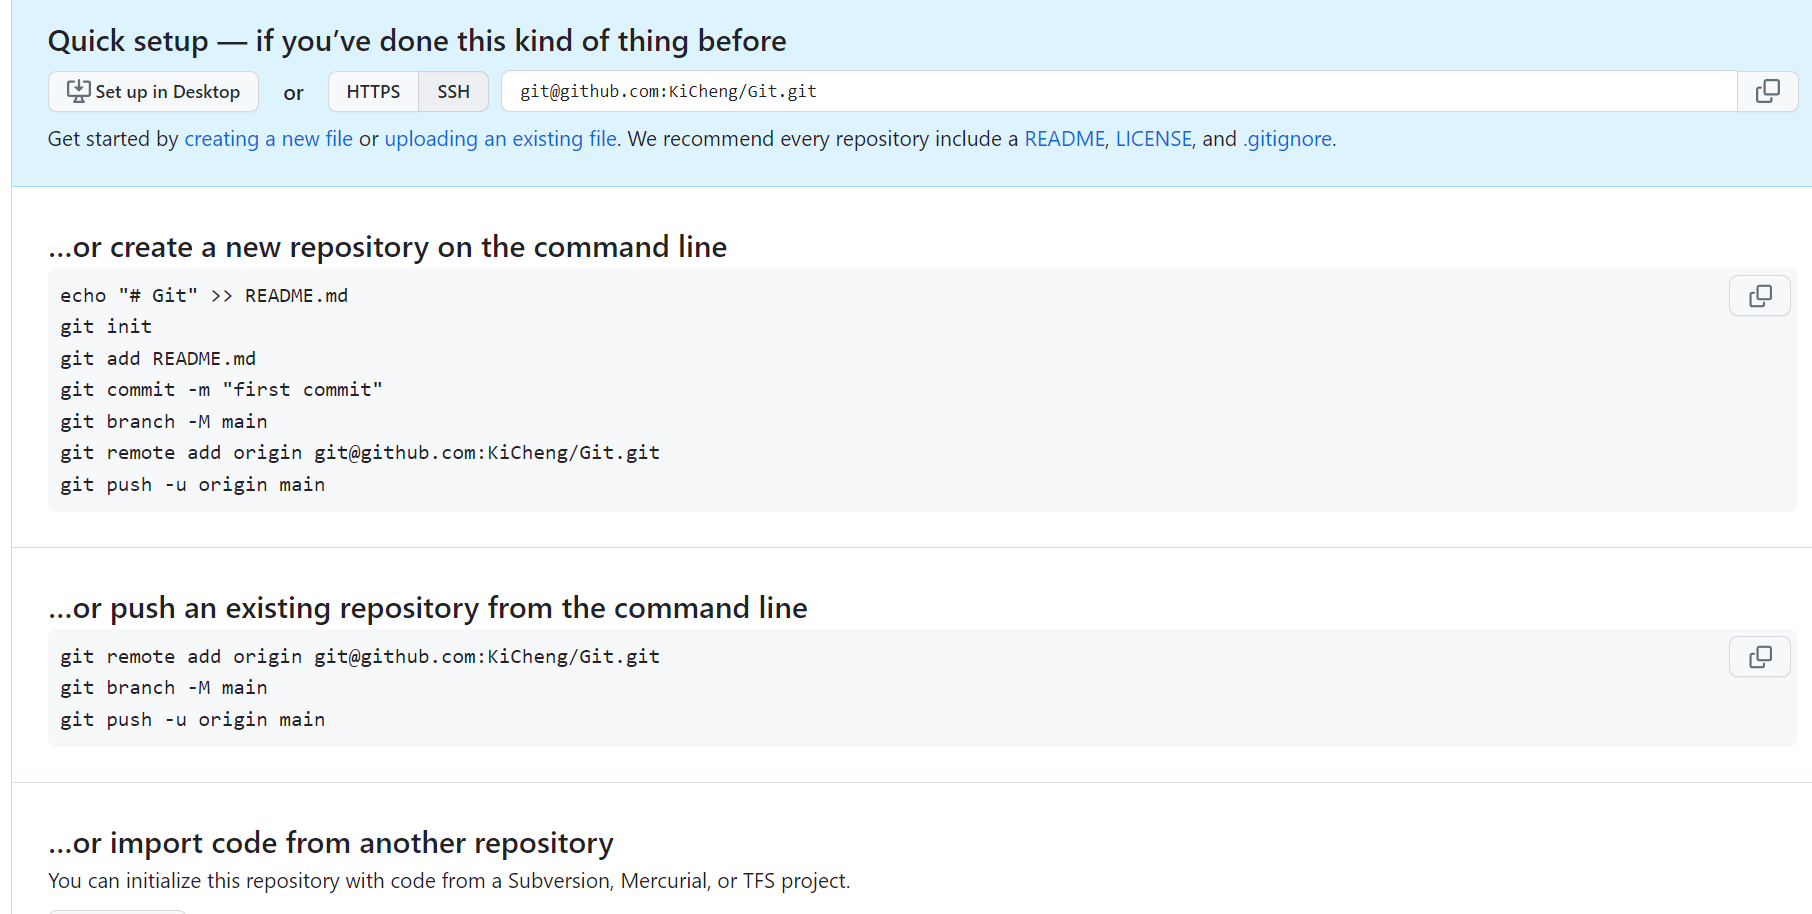 Quick setup — if you’ve done this kind of thing before
Set up in Desktop or HTTPS SSH git@github.com:KiCheng/Git.git
Get started by creating a new file or uploading an existing file. We recommend every repository include a README, LICENSE, and .gitignore.
…or create a new repository on the command line
echo "# Git" >> README.md
git init
git add README.md
git commit -m "first commit"
git branch -M main
git remote add origin git@github.com:KiCheng/Git.git
git push -u origin main
…or push an existing repository from the command line
git remote add origin git@github.com:KiCheng/Git.git
git branch -M main
git push -u origin main
…or import code from another repository
You can initialize this repository with code from a Subversion, Mercurial, or TFS project.